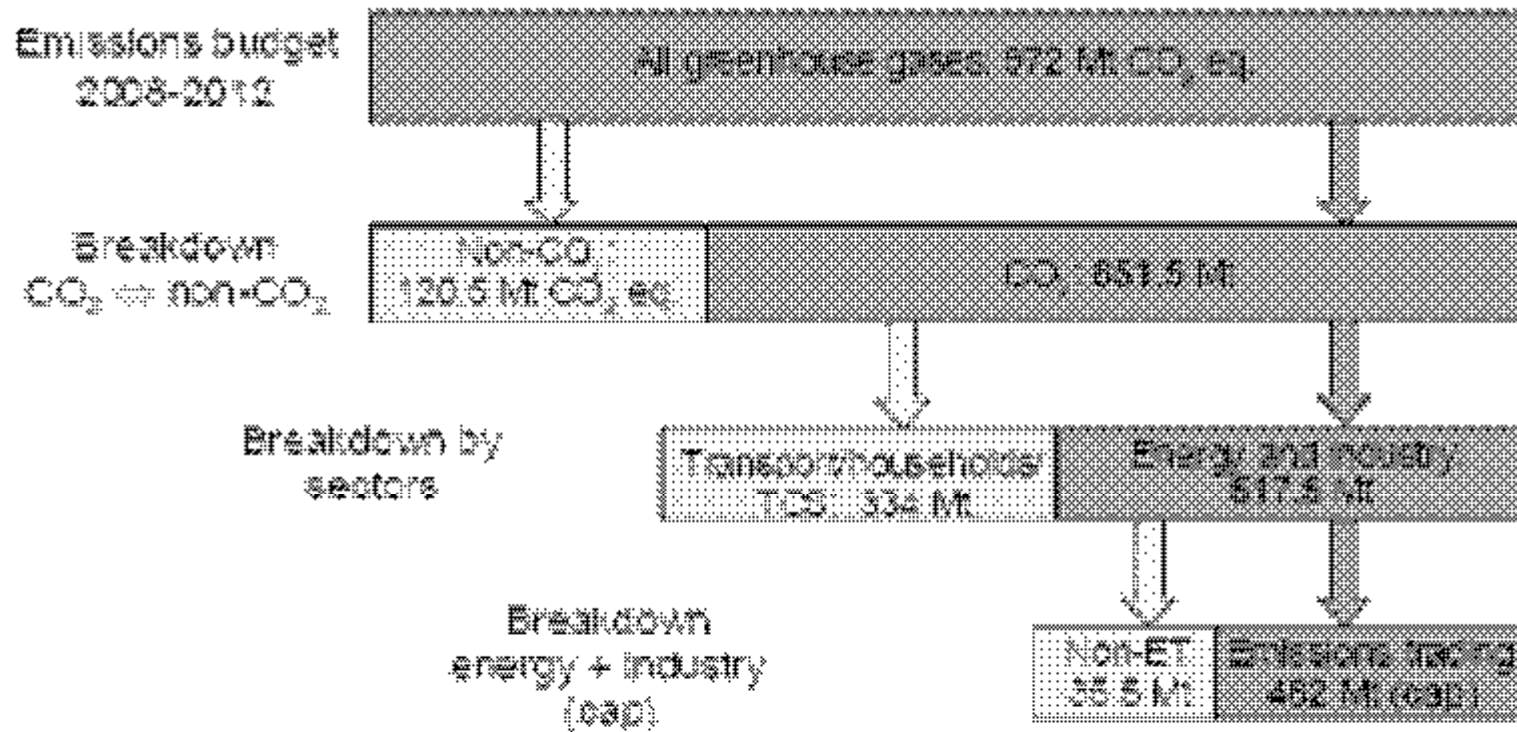 Emissions budget
2008-2012
All greenhouse gases: 972 Mt CO₂ eq.
Breakdown
CO₂ ⇔ non-CO₂
Non-CO₂:
120.5 Mt CO₂ eq
CO₂: 851.5 Mt
Breakdown by
sectors
Transport/households/
TCS: 334 Mt
Energy and industry
517.5 Mt
Breakdown
energy + industry
(cap)
Non-ET
35.5 Mt
Emissions trading
482 Mt (cap)